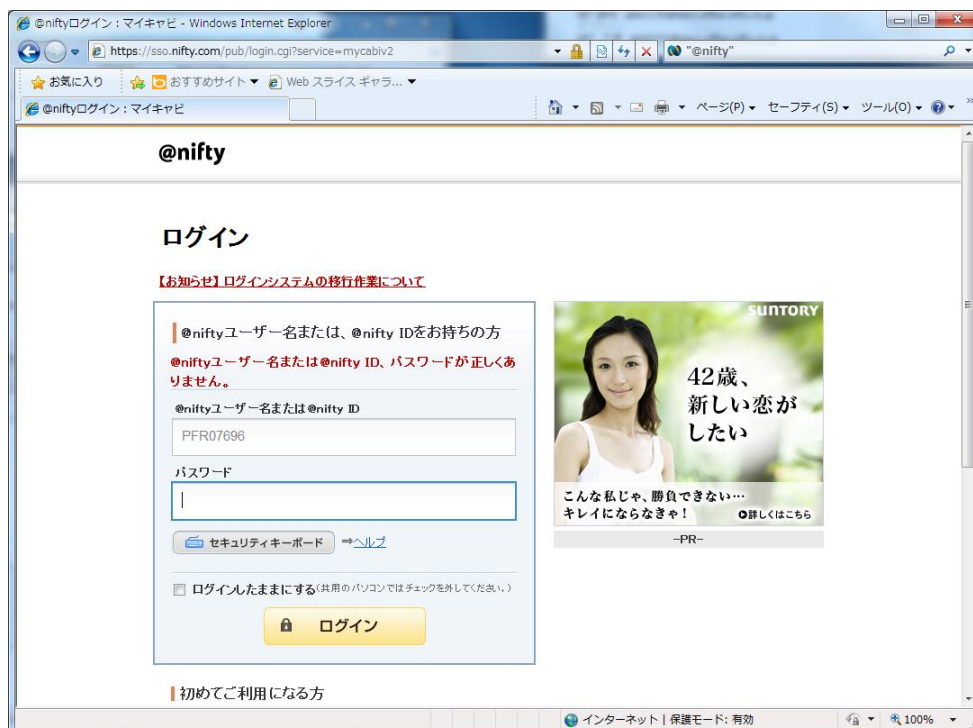 @niftyログイン : マイキャビ - Windows Internet Explorer
https://sso.nifty.com/pub/login.cgi?service=mycabiv2
"@nifty"
お気に入り
おすすめサイト ▼
Web スライス ギャラ... ▼
@niftyログイン : マイキャビ
ページ(P) ▼ セーフティ(S) ▼ ツール(O) ▼
@nifty
ログイン
【お知らせ】ログインシステムの移行作業について
@niftyユーザー名または、@nifty IDをお持ちの方
@niftyユーザー名または@nifty ID、パスワードが正しくあ
りません。
@niftyユーザー名または@nifty ID
PFR07696
パスワード
セキュリティキーボード ⇒ヘルプ
ログインしたままにする(共用のパソコンではチェックを外してください。)
ログイン
初めてご利用になる方
SUNTORY
42歳、
新しい恋が
したい
こんな私じゃ、勝負できない…
キレイにならなきゃ!
詳しくはこちら
-PR-
インターネット | 保護モード: 有効
100%